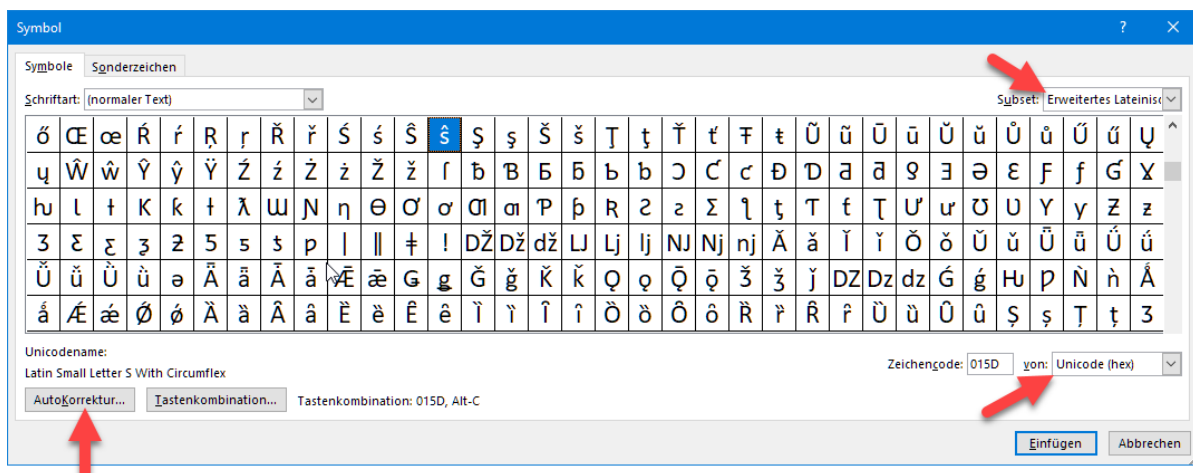 Symbol
Symbole Sonderzeichen
Schriftart: (normaler Text) Subset: Erweitertes Lateinisc
ő Œ œ Ŕ ŕ Ŗ ŗ Ř ř Ś ś Ŝ ŝ Ş ş Š š Ţ ţ Ť ť Ŧ ŧ Ũ ũ Ū ū Ŭ ŭ Ů ů Ű ű Ų
ų Ŵ ŵ Ŷ ŷ Ÿ Ź ź Ż ż Ž ž ſ ƀ Ɓ Ƃ ƃ Ƅ ƅ Ɔ Ƈ ƈ Ɖ Ɗ Ƌ ƌ ƍ Ǝ Ə Ɛ Ƒ ƒ Ɠ Ɣ
ƕ Ɩ Ɨ Ƙ ƙ ƚ ƛ Ɯ Ɲ ƞ Ɵ Ơ ơ Ƣ ƣ Ƥ ƥ Ʀ Ƨ ƨ Ʃ ƪ ƫ Ƭ ƭ Ʈ Ư ư Ʊ Ʋ Ƴ ƴ Ƶ ƶ
Ʒ Ƹ ƹ ƺ ƻ Ƽ ƽ ƾ ƿ ǀ ǁ ǂ ǃ Ǆ ǅ ǆ Ǉ ǈ ǉ Ǌ ǋ ǌ Ǎ ǎ Ǐ ǐ Ǒ ǒ Ǔ ǔ Ǖ ǖ Ǘ ǘ
Ǚ ǚ Ǜ ǜ ǝ Ǟ ǟ Ǡ ǡ Ǣ ǣ Ǥ ǥ Ǧ ǧ Ǩ ǩ Ǫ ǫ Ǭ ǭ Ǯ ǯ ǰ Ǳ ǲ ǳ Ǵ ǵ Ƕ Ƿ Ǹ ǹ Ǻ
ǻ Ǽ ǽ Ǿ ǿ Ȁ ȁ Ȃ ȃ Ȅ ȅ Ȇ ȇ Ȉ ȉ Ȋ ȋ Ȍ ȍ Ȏ ȏ Ȑ ȑ Ȓ ȓ Ȕ ȕ Ȗ ȗ Ș ș Ț ț Ȝ
Unicodename:
Latin Small Letter S With Circumflex
Zeichencode: 015D von: Unicode (hex)
AutoKorrektur... Tastenkombination... Tastenkombination: 015D, Alt-C
Einfügen Abbrechen